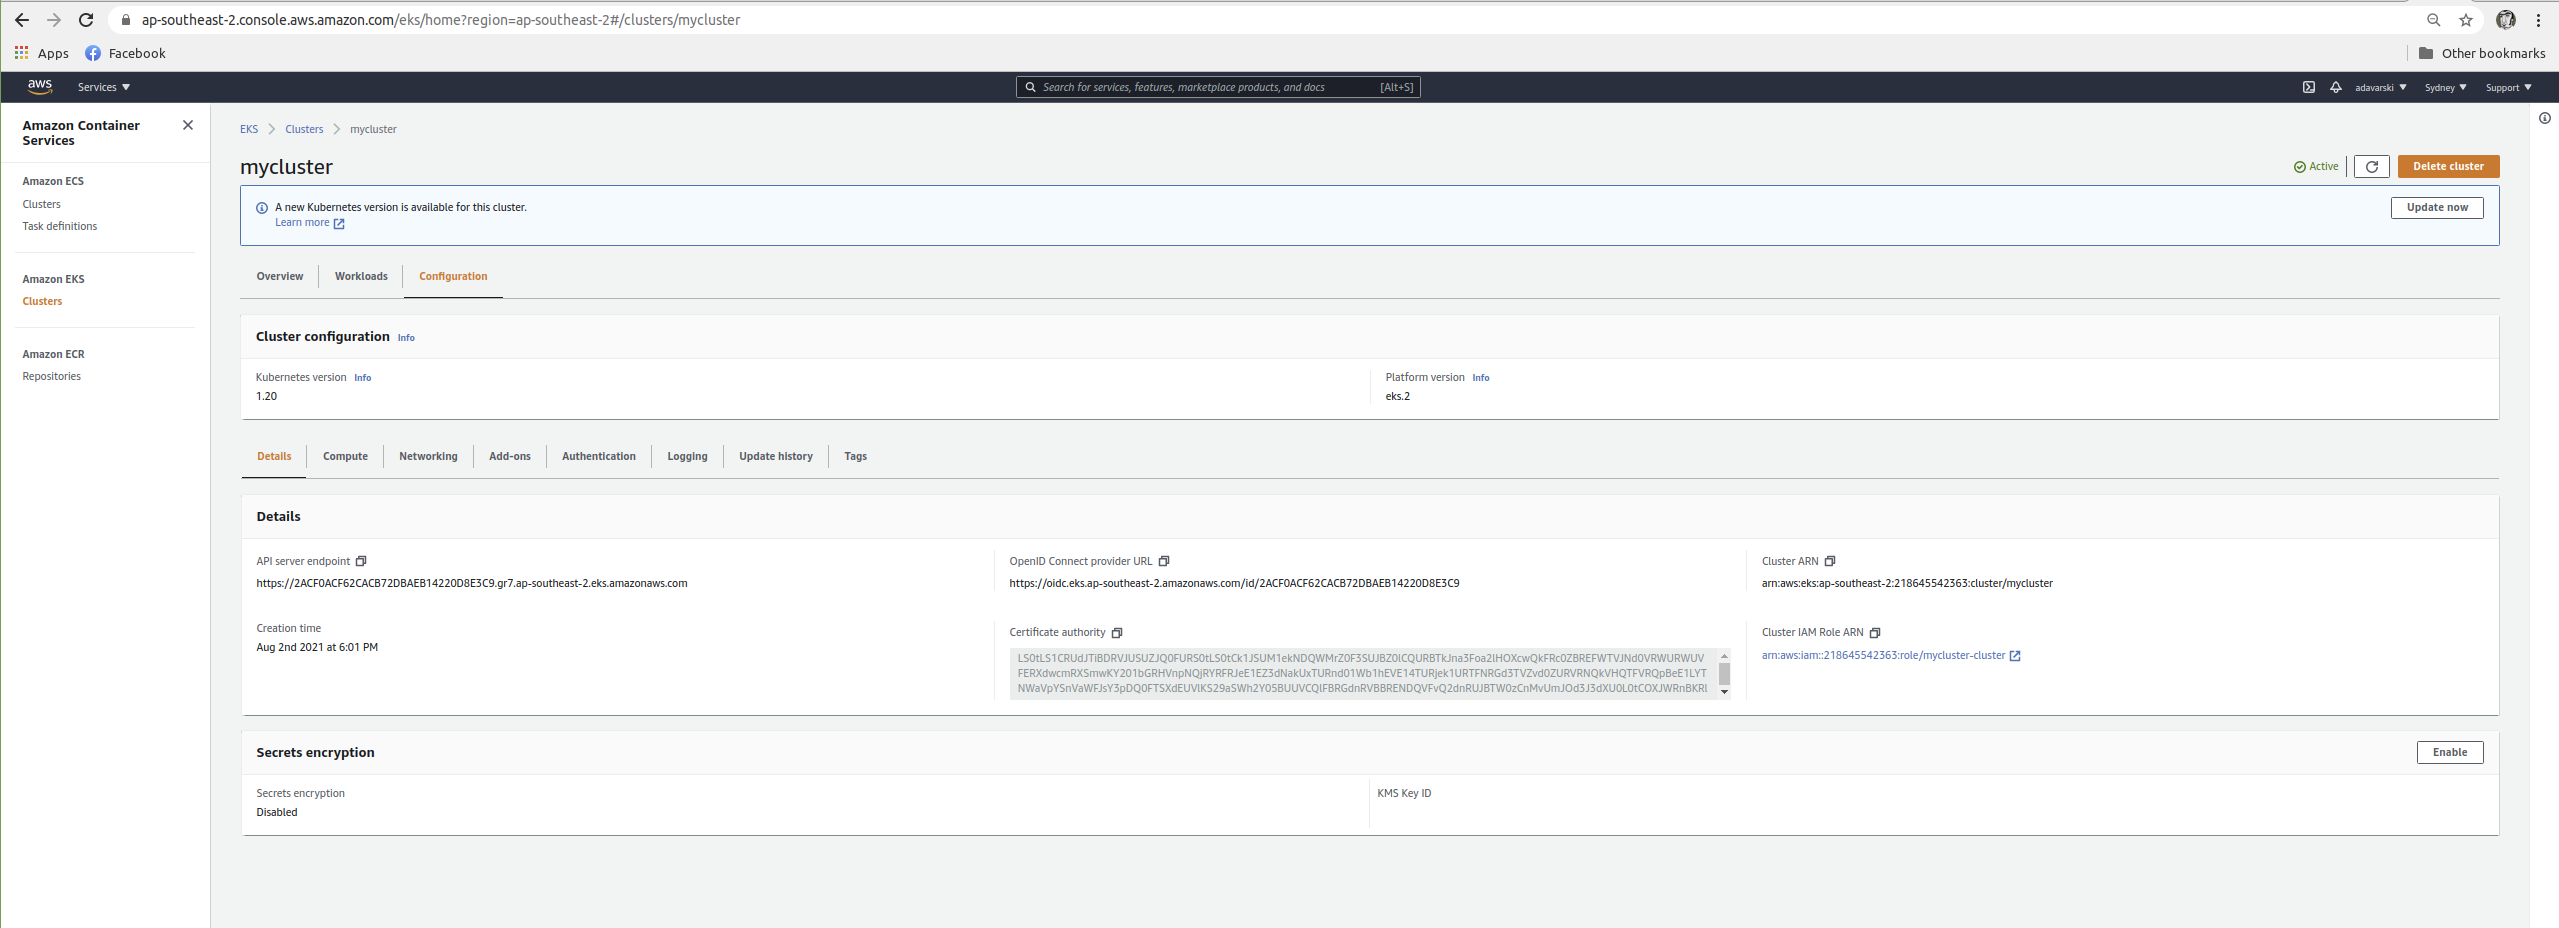 ap-southeast-2.console.aws.amazon.com/eks/home?region=ap-southeast-2#/clusters/mycluster
Apps Facebook Other bookmarks
aws Services Search for services, features, marketplace products, and docs [Alt+S] adavarski Sydney Support
Amazon Container
Services
Amazon ECS
Clusters
Task definitions
Amazon EKS
Clusters
Amazon ECR
Repositories
EKS Clusters mycluster
mycluster Active Delete cluster
A new Kubernetes version is available for this cluster. Update now
Learn more
Overview Workloads Configuration
Cluster configuration Info
Kubernetes version Info Platform version Info
1.20 eks.2
Details Compute Networking Add-ons Authentication Logging Update history Tags
Details
API server endpoint OpenID Connect provider URL Cluster ARN
https://2ACF0ACF62CACB72DBAEB14220D8E3C9.gr7.ap-southeast-2.eks.amazonaws.com https://oidc.eks.ap-southeast-2.amazonaws.com/id/2ACF0ACF62CACB72DBAEB14220D8E3C9 arn:aws:eks:ap-southeast-2:218645542363:cluster/mycluster
Creation time Certificate authority Cluster IAM Role ARN
Aug 2nd 2021 at 6:01 PM arn:aws:iam::218645542363:role/mycluster-cluster
Secrets encryption Enable
Secrets encryption KMS Key ID
Disabled